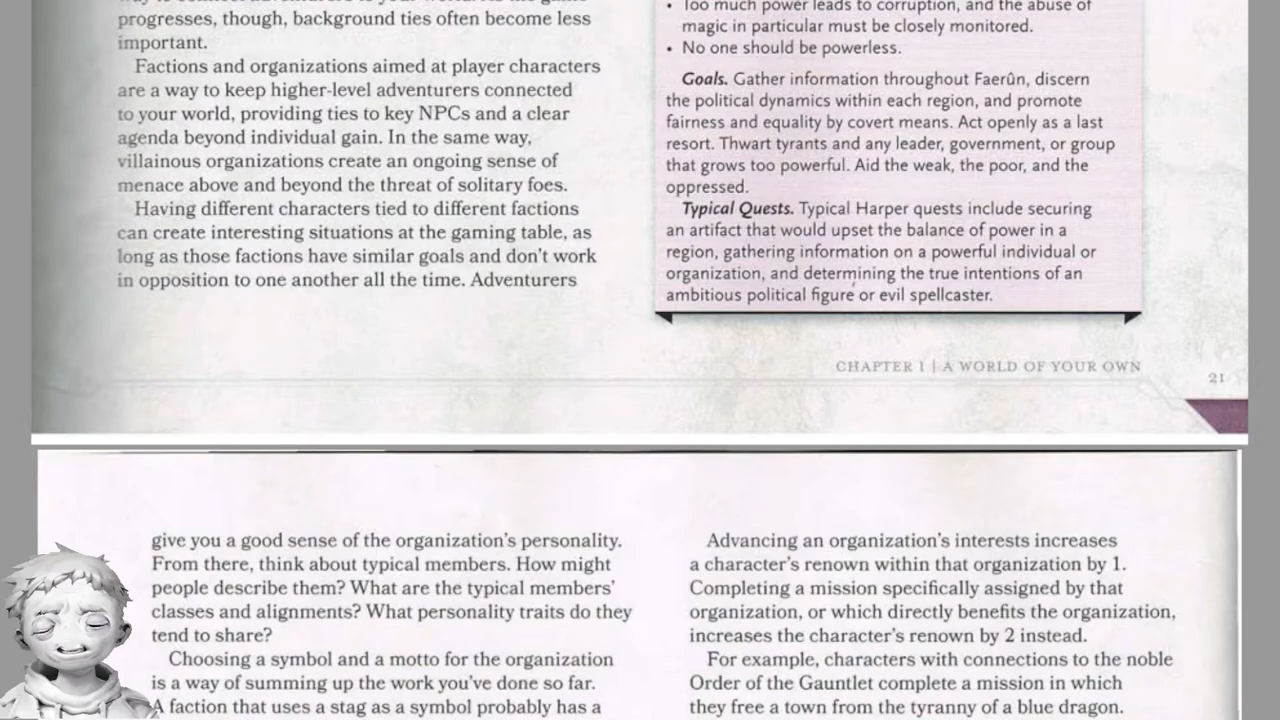 progresses, though, background ties often become less
important.
Factions and organizations aimed at player characters
are a way to keep higher-level adventurers connected
to your world, providing ties to key NPCs and a clear
agenda beyond individual gain. In the same way,
villainous organizations create an ongoing sense of
menace above and beyond the threat of solitary foes.
Having different characters tied to different factions
can create interesting situations at the gaming table, as
long as those factions have similar goals and don't work
in opposition to one another all the time. Adventurers
• Too much power leads to corruption, and the abuse of
magic in particular must be closely monitored.
• No one should be powerless.
Goals. Gather information throughout Faerûn, discern
the political dynamics within each region, and promote
fairness and equality by covert means. Act openly as a last
resort. Thwart tyrants and any leader, government, or group
that grows too powerful. Aid the weak, the poor, and the
oppressed.
Typical Quests. Typical Harper quests include securing
an artifact that would upset the balance of power in a
region, gathering information on a powerful individual or
organization, and determining the true intentions of an
ambitious political figure or evil spellcaster.
CHAPTER 1 | A WORLD OF YOUR OWN
21
give you a good sense of the organization's personality.
From there, think about typical members. How might
people describe them? What are the typical members'
classes and alignments? What personality traits do they
tend to share?
Choosing a symbol and a motto for the organization
is a way of summing up the work you've done so far.
A faction that uses a stag as a symbol probably has a
Advancing an organization's interests increases
a character's renown within that organization by 1.
Completing a mission specifically assigned by that
organization, or which directly benefits the organization,
increases the character's renown by 2 instead.
For example, characters with connections to the noble
Order of the Gauntlet complete a mission in which
they free a town from the tyranny of a blue dragon.